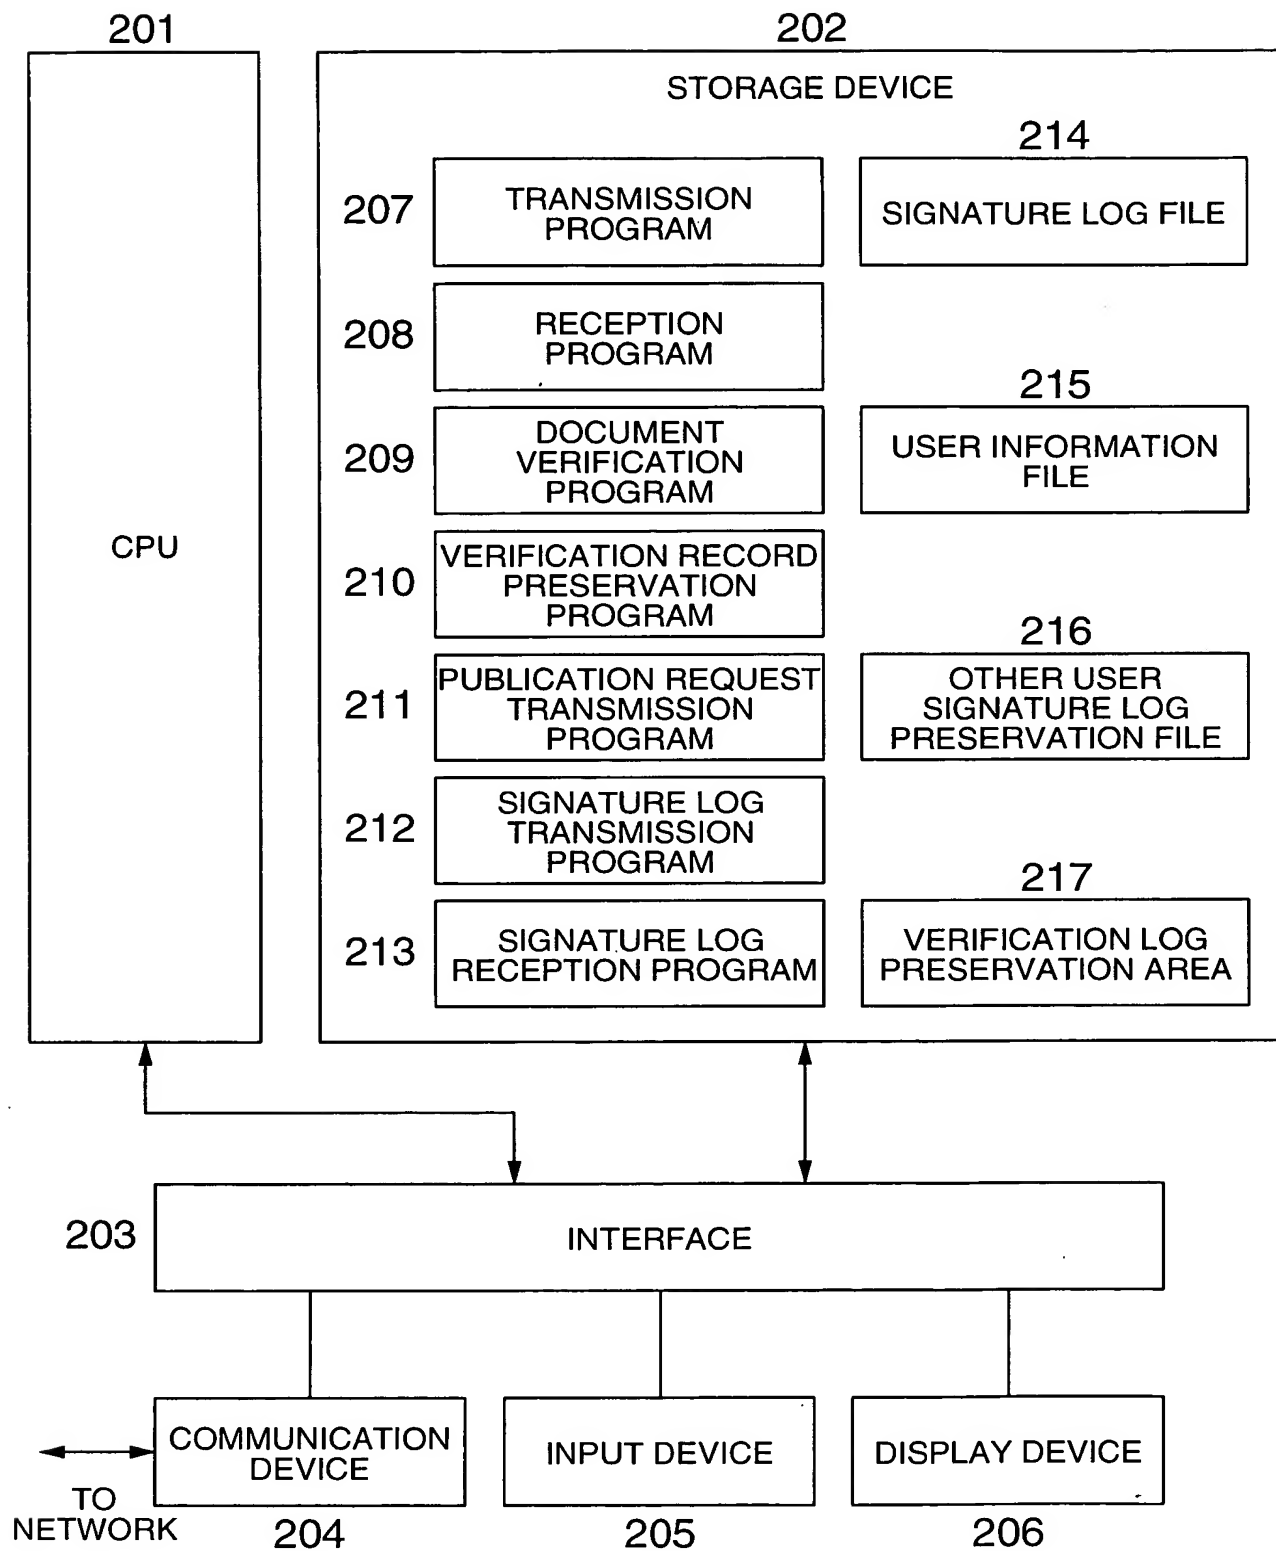 201
202
CPU
STORAGE DEVICE
207
TRANSMISSION
PROGRAM
214
SIGNATURE LOG FILE
208
RECEPTION
PROGRAM
209
DOCUMENT
VERIFICATION
PROGRAM
215
USER INFORMATION
FILE
210
VERIFICATION RECORD
PRESERVATION
PROGRAM
211
PUBLICATION REQUEST
TRANSMISSION
PROGRAM
216
OTHER USER
SIGNATURE LOG
PRESERVATION FILE
212
SIGNATURE LOG
TRANSMISSION
PROGRAM
213
SIGNATURE LOG
RECEPTION PROGRAM
217
VERIFICATION LOG
PRESERVATION AREA
203
INTERFACE
COMMUNICATION
DEVICE
INPUT DEVICE
DISPLAY DEVICE
TO
NETWORK
204
205
206